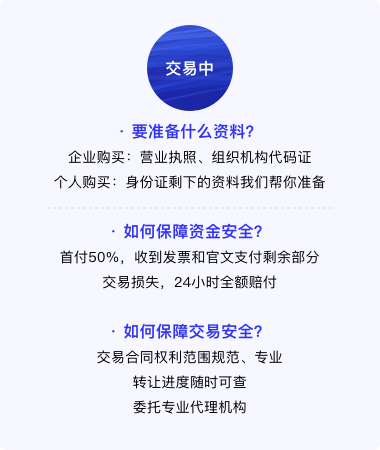 交易中
· 要准备什么资料?
企业购买：营业执照、组织机构代码证
个人购买：身份证剩下的资料我们帮你准备
· 如何保障资金安全?
首付50%，收到发票和官文支付剩余部分
交易损失，24小时全额赔付
· 如何保障交易安全?
交易合同权利范围规范、专业
转让进度随时可查
委托专业代理机构